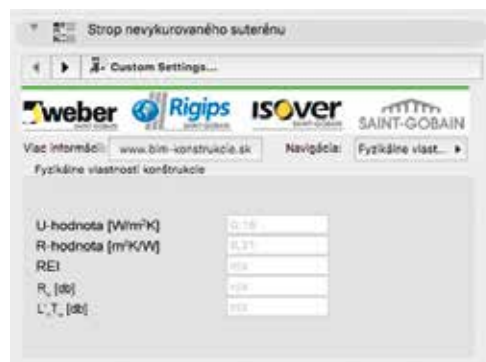 Strop nevykurovaného suterénu
Custom Settings...
weber Rigips isover SAINT-GOBAIN
Viac informácií: www.bim-konstrukcie.sk Navigácia: Fyzikálne vlast...
Fyzikálne vlastnosti konštrukcie
U-hodnota [W/m²K]
R-hodnota [m²K/W]
REI n/a
[db] n/a
[db] n/a